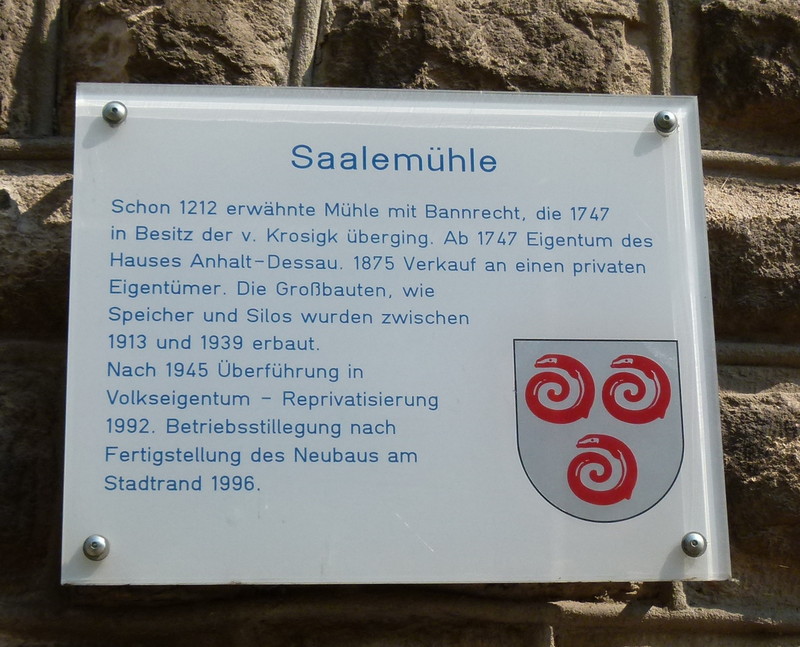 Saalemühle
Schon 1212 erwähnte Mühle mit Bannrecht, die 1747
in Besitz der v. Krosigk überging. Ab 1747 Eigentum des
Hauses Anhalt-Dessau. 1875 Verkauf an einen privaten
Eigentümer. Die Großbauten, wie
Speicher und Silos wurden zwischen
1913 und 1939 erbaut.
Nach 1945 Überführung in
Volkseigentum - Reprivatisierung
1992. Betriebsstillegung nach
Fertigstellung des Neubaus am
Stadtrand 1996.